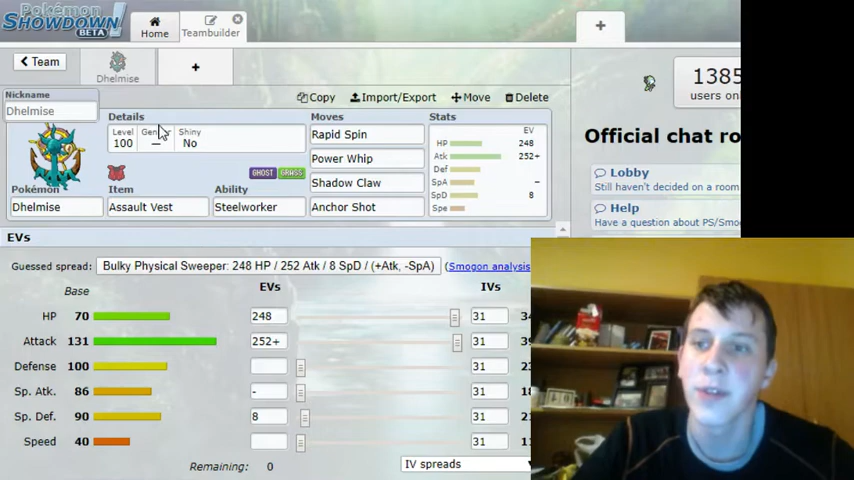 Pokémon
SHOWDOWN!
BETA
Home
Teambuilder
+
Team
Dhelmise
+
1385
users onl
Nickname
Dhelmise
Copy
Import/Export
Move
Delete
Details
Level
100
Gender
—
Shiny
No
Pokémon
Dhelmise
Item
Assault Vest
GHOST
GRASS
Ability
Steelworker
Moves
Rapid Spin
Power Whip
Shadow Claw
Anchor Shot
Stats
EV
HP 248
Atk 252+
Def
SpA –
SpD 8
Spe
Official chat ro
Lobby
Still haven't decided on a room
Help
Have a question about PS/Smog
EVs
Guessed spread: Bulky Physical Sweeper: 248 HP / 252 Atk / 8 SpD / (+Atk, -SpA) (Smogon analysis
Base EVs IVs
HP 70 248 31
Attack 131 252+ 31
Defense 100 31
Sp. Atk. 86 - 31
Sp. Def. 90 8 31
Speed 40 31
Remaining: 0
IV spreads